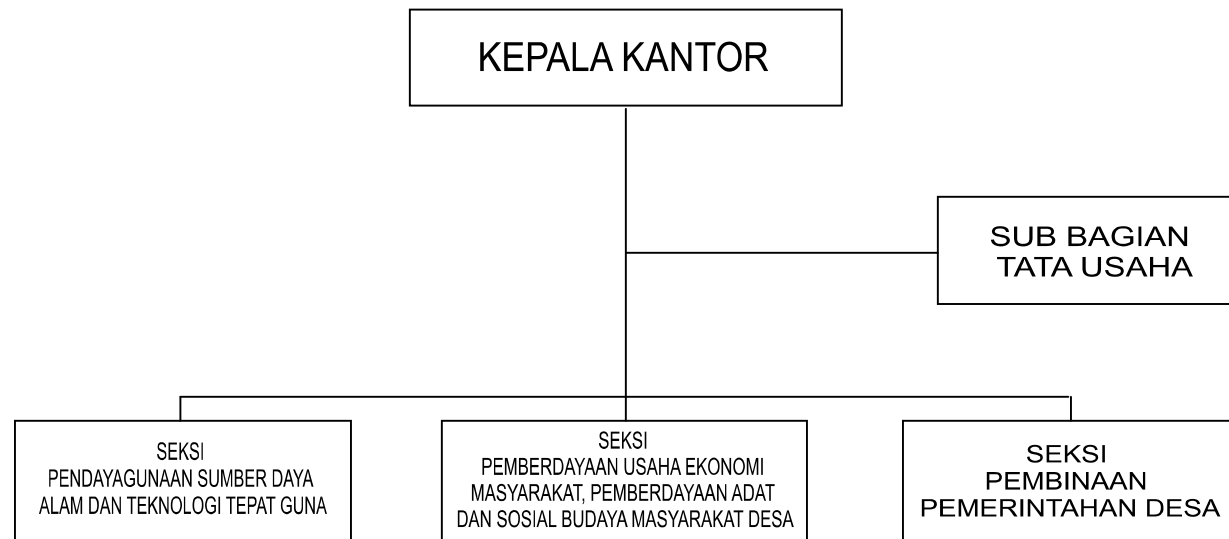 KEPALA KANTOR
SUB BAGIAN
TATA USAHA
SEKSI
PENDAYAGUNAAN SUMBER DAYA
ALAM DAN TEKNOLOGI TEPAT GUNA
SEKSI
PEMBERDAYAAN USAHA EKONOMI
MASYARAKAT, PEMBERDAYAAN ADAT
DAN SOSIAL BUDAYA MASYARAKAT DESA
SEKSI
PEMBINAAN
PEMERINTAHAN DESA